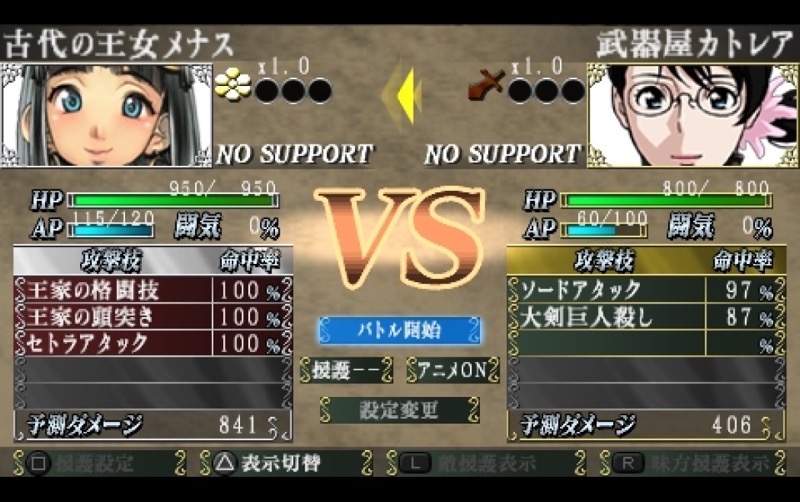 古代の王女メナス
武器屋カトレア
x1.0
x1.0
NO SUPPORT
NO SUPPORT
HP 950/ 950
AP 115/120 闘気 0%
HP 800/ 800
AP 60/100 闘気 0%
VS
攻撃技 命中率
王家の格闘技 100%
王家の頭突き 100%
セトラアタック 100%
予測ダメージ 841
攻撃技 命中率
ソードアタック 97%
大剣巨人殺し 87%
%
予測ダメージ 406
バトル開始
援護-- アニメON
設定変更
□援護設定 △表示切替 L 敵援護表示 R 味方援護表示